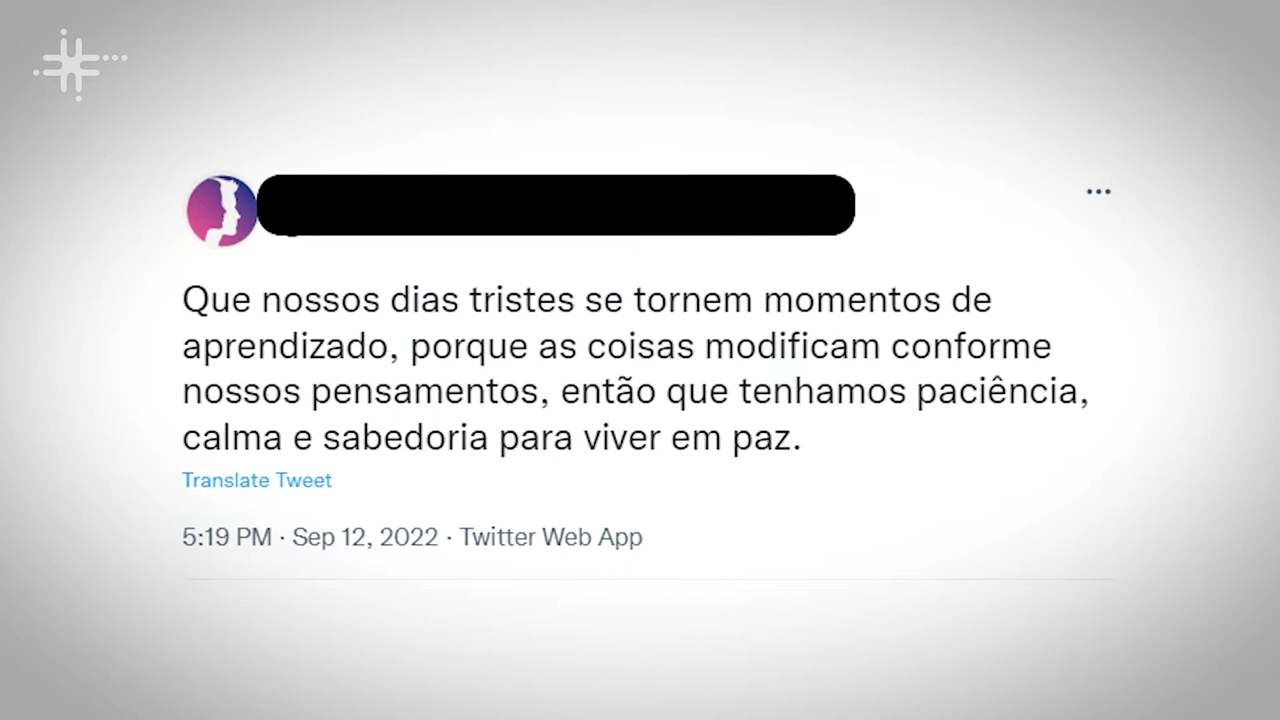 Que nossos dias tristes se tornem momentos de
aprendizado, porque as coisas modificam conforme
nossos pensamentos, então que tenhamos paciência,
calma e sabedoria para viver em paz.
Translate Tweet
5:19 PM · Sep 12, 2022 · Twitter Web App